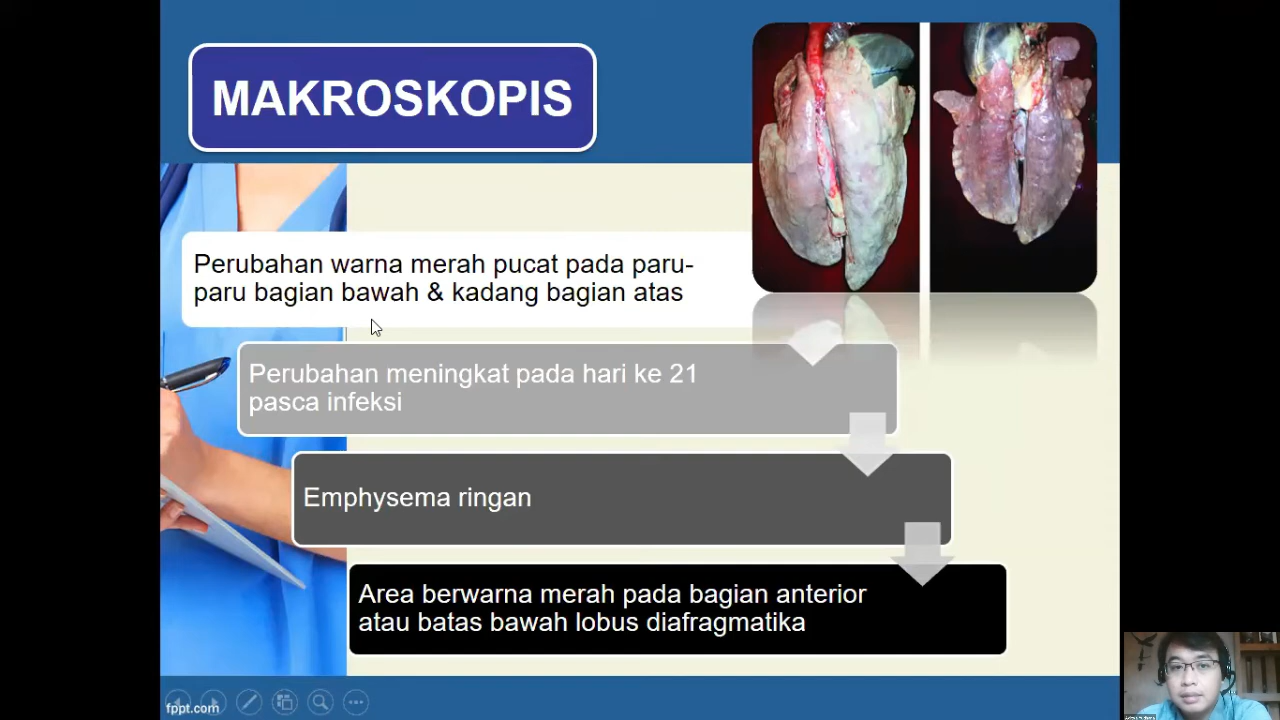 MAKROSKOPIS
Perubahan warna merah pucat pada paru-
paru bagian bawah & kadang bagian atas
Perubahan meningkat pada hari ke 21
pasca infeksi
Emphysema ringan
Area berwarna merah pada bagian anterior
atau batas bawah lobus diafragmatika
fppt.com